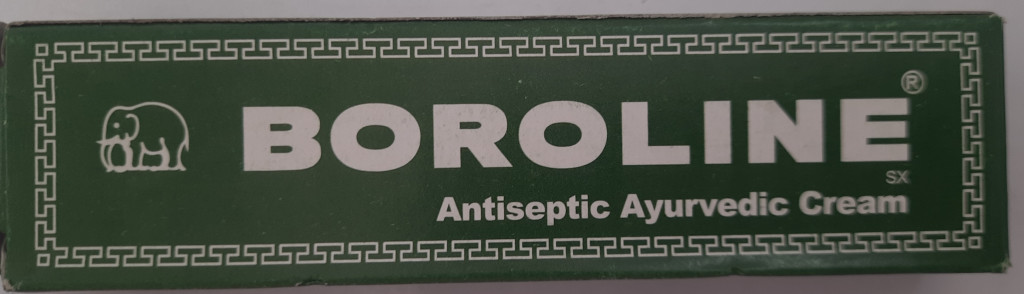 BOROLINE®
SX
Antiseptic Ayurvedic Cream